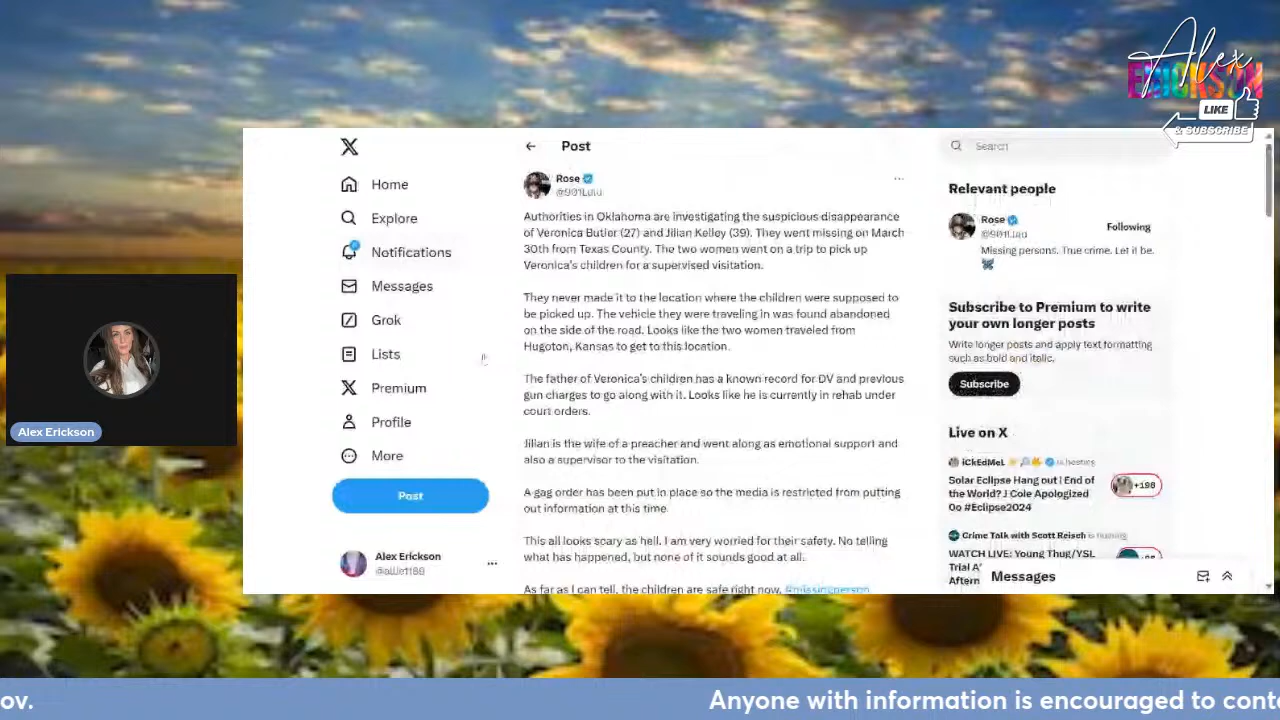 Alex
ERICKSON
LIKE
& SUBSCRIBE
X
Home
Explore
Notifications
Messages
Grok
Lists
Premium
Profile
More
Post
Alex Erickson
@allie1188
Post
Rose
@901Lulu
Authorities in Oklahoma are investigating the suspicious disappearance
of Veronica Butler (27) and Jilian Kelley (39). They went missing on March
30th from Texas County. The two women went on a trip to pick up
Veronica's children for a supervised visitation.
They never made it to the location where the children were supposed to
be picked up. The vehicle they were traveling in was found abandoned
on the side of the road. Looks like the two women traveled from
Hugoton, Kansas to get to this location.
The father of Veronica's children has a known record for DV and previous
gun charges to go along with it. Looks like he is currently in rehab under
court orders.
Jilian is the wife of a preacher and went along as emotional support and
also a supervisor to the visitation.
A gag order has been put in place so the media is restricted from putting
out information at this time.
This all looks scary as hell. I am very worried for their safety. No telling
what has happened, but none of it sounds good at all.
As far as I can tell, the children are safe right now. #missingperson
Search
Relevant people
Rose
@901Lulu
Following
Missing persons. True crime. Let it be.
Subscribe to Premium to write
your own longer posts
Write longer posts and apply text formatting
such as bold and italic.
Subscribe
Live on X
iCkEdMeL is hosting
Solar Eclipse Hang out | End of
the World? J Cole Apologized
Oo #Eclipse2024
+198
Crime Talk with Scott Reisch is hosting
WATCH LIVE: Young Thug/YSL
Trial
Aftern
Messages
Alex Erickson
ov.
Anyone with information is encouraged to conta